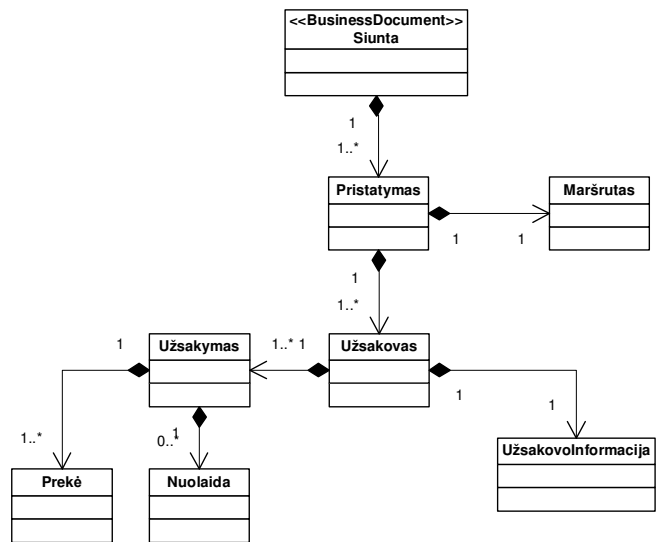 <<BusinessDocument>>
Siunta
1
1..*
Pristatymas
Maršrutas
1
1
1
1..*
1
Užsakymas
1..* 1
Užsakovas
1
1
1..*
1
0..*
UžsakovoInformacija
Prekė
Nuolaida